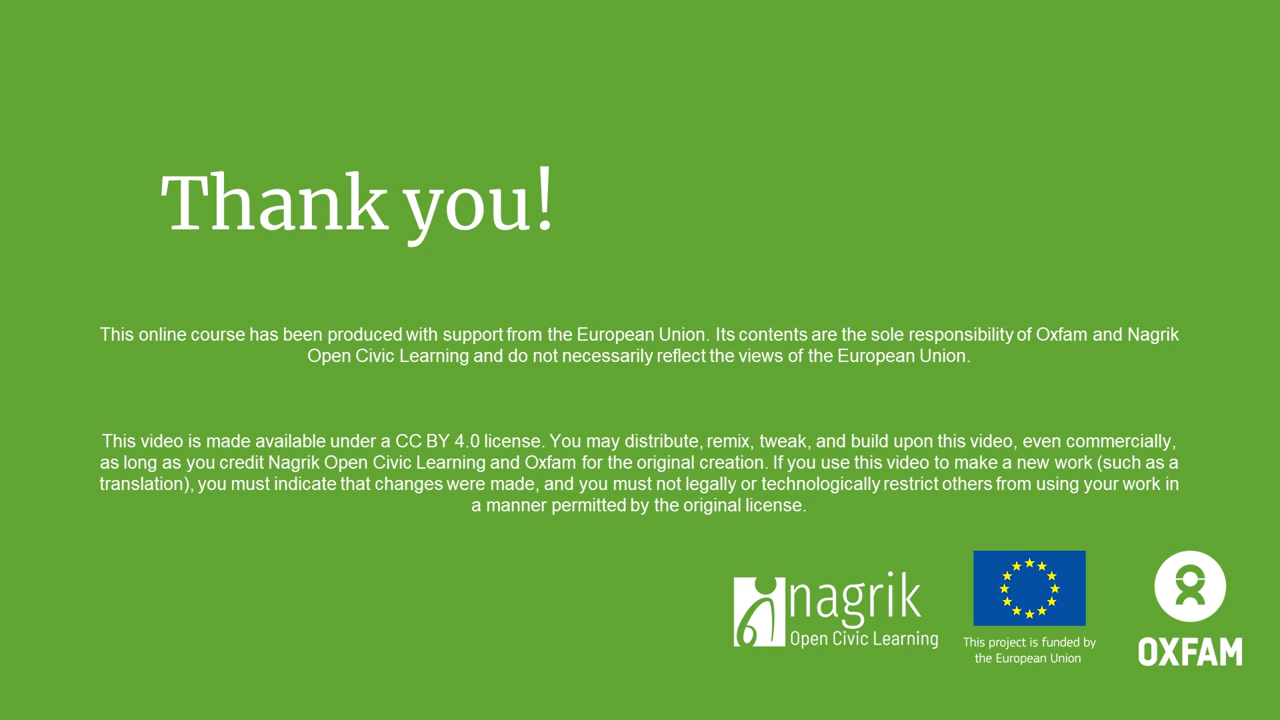 Thank you!
This online course has been produced with support from the European Union. Its contents are the sole responsibility of Oxfam and Nagrik
Open Civic Learning and do not necessarily reflect the views of the European Union.
This video is made available under a CC BY 4.0 license. You may distribute, remix, tweak, and build upon this video, even commercially,
as long as you credit Nagrik Open Civic Learning and Oxfam for the original creation. If you use this video to make a new work (such as a
translation), you must indicate that changes were made, and you must not legally or technologically restrict others from using your work in
a manner permitted by the original license.
nagrik
Open Civic Learning
This project is funded by
the European Union
OXFAM